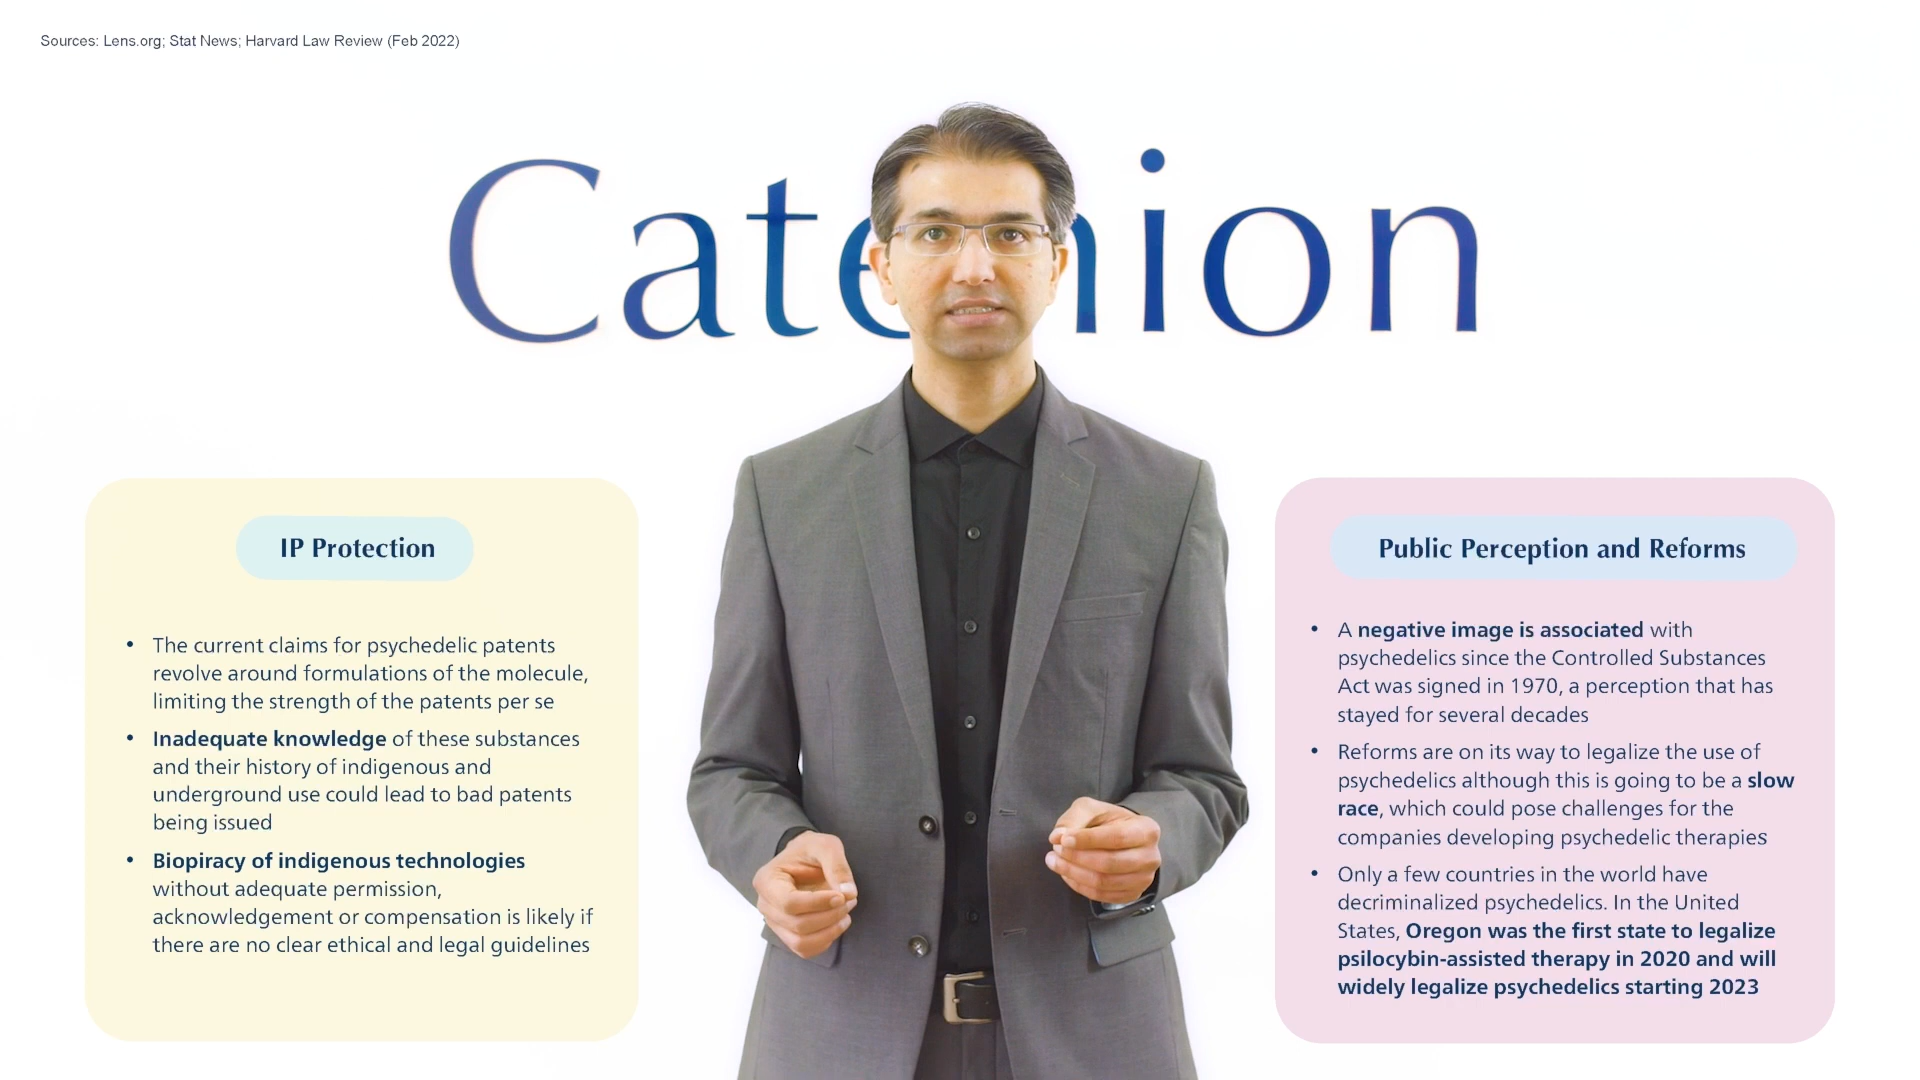 Sources: Lens.org; Stat News; Harvard Law Review (Feb 2022)
Cate nion
IP Protection
• The current claims for psychedelic patents
revolve around formulations of the molecule,
limiting the strength of the patents per se
• Inadequate knowledge of these substances
and their history of indigenous and
underground use could lead to bad patents
being issued
• Biopiracy of indigenous technologies
without adequate permission,
acknowledgement or compensation is likely if
there are no clear ethical and legal guidelines
Public Perception and Reforms
• A negative image is associated with
psychedelics since the Controlled Substances
Act was signed in 1970, a perception that has
stayed for several decades
• Reforms are on its way to legalize the use of
psychedelics although this is going to be a slow
race, which could pose challenges for the
companies developing psychedelic therapies
• Only a few countries in the world have
decriminalized psychedelics. In the United
States, Oregon was the first state to legalize
psilocybin-assisted therapy in 2020 and will
widely legalize psychedelics starting 2023